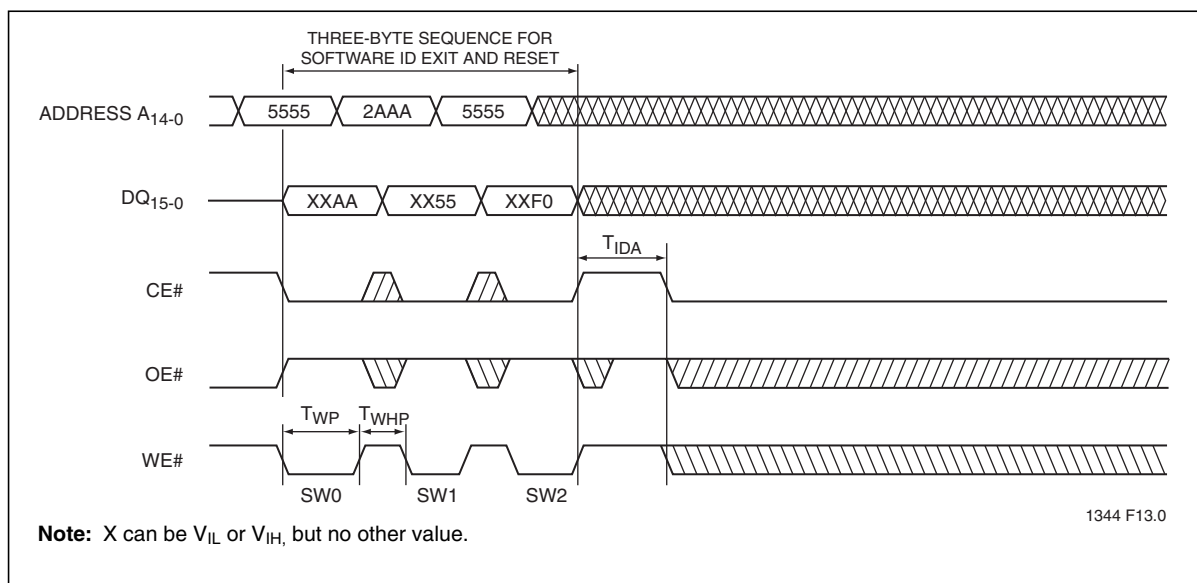 THREE-BYTE SEQUENCE FOR
SOFTWARE ID EXIT AND RESET
ADDRESS A14-0
5555 2AAA 5555
DQ15-0
XXAA XX55 XXF0
TIDA
CE#
OE#
TWP TWHP
WE#
SW0 SW1 SW2
1344 F13.0
Note: X can be VIL or VIH, but no other value.